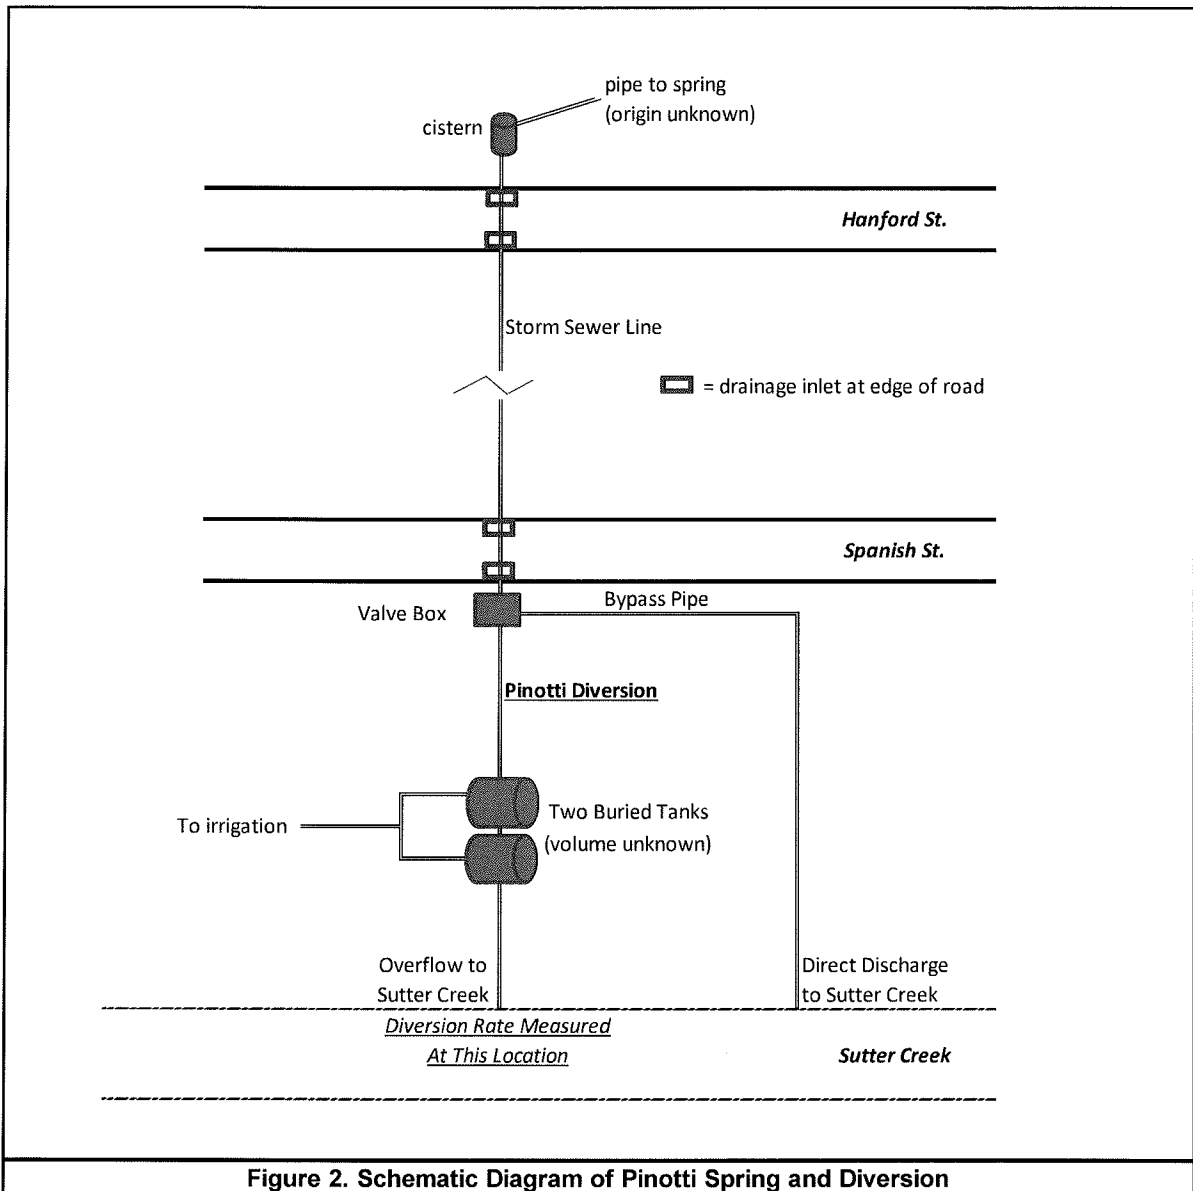 pipe to spring
(origin unknown)
cistern
Hanford St.
Storm Sewer Line
= drainage inlet at edge of road
Spanish St.
Bypass Pipe
Valve Box
Pinotti Diversion
Two Buried Tanks
To irrigation
(volume unknown)
Overflow to
Sutter Creek
Direct Discharge
to Sutter Creek
Diversion Rate Measured
At This Location
Sutter Creek
Figure 2. Schematic Diagram of Pinotti Spring and Diversion